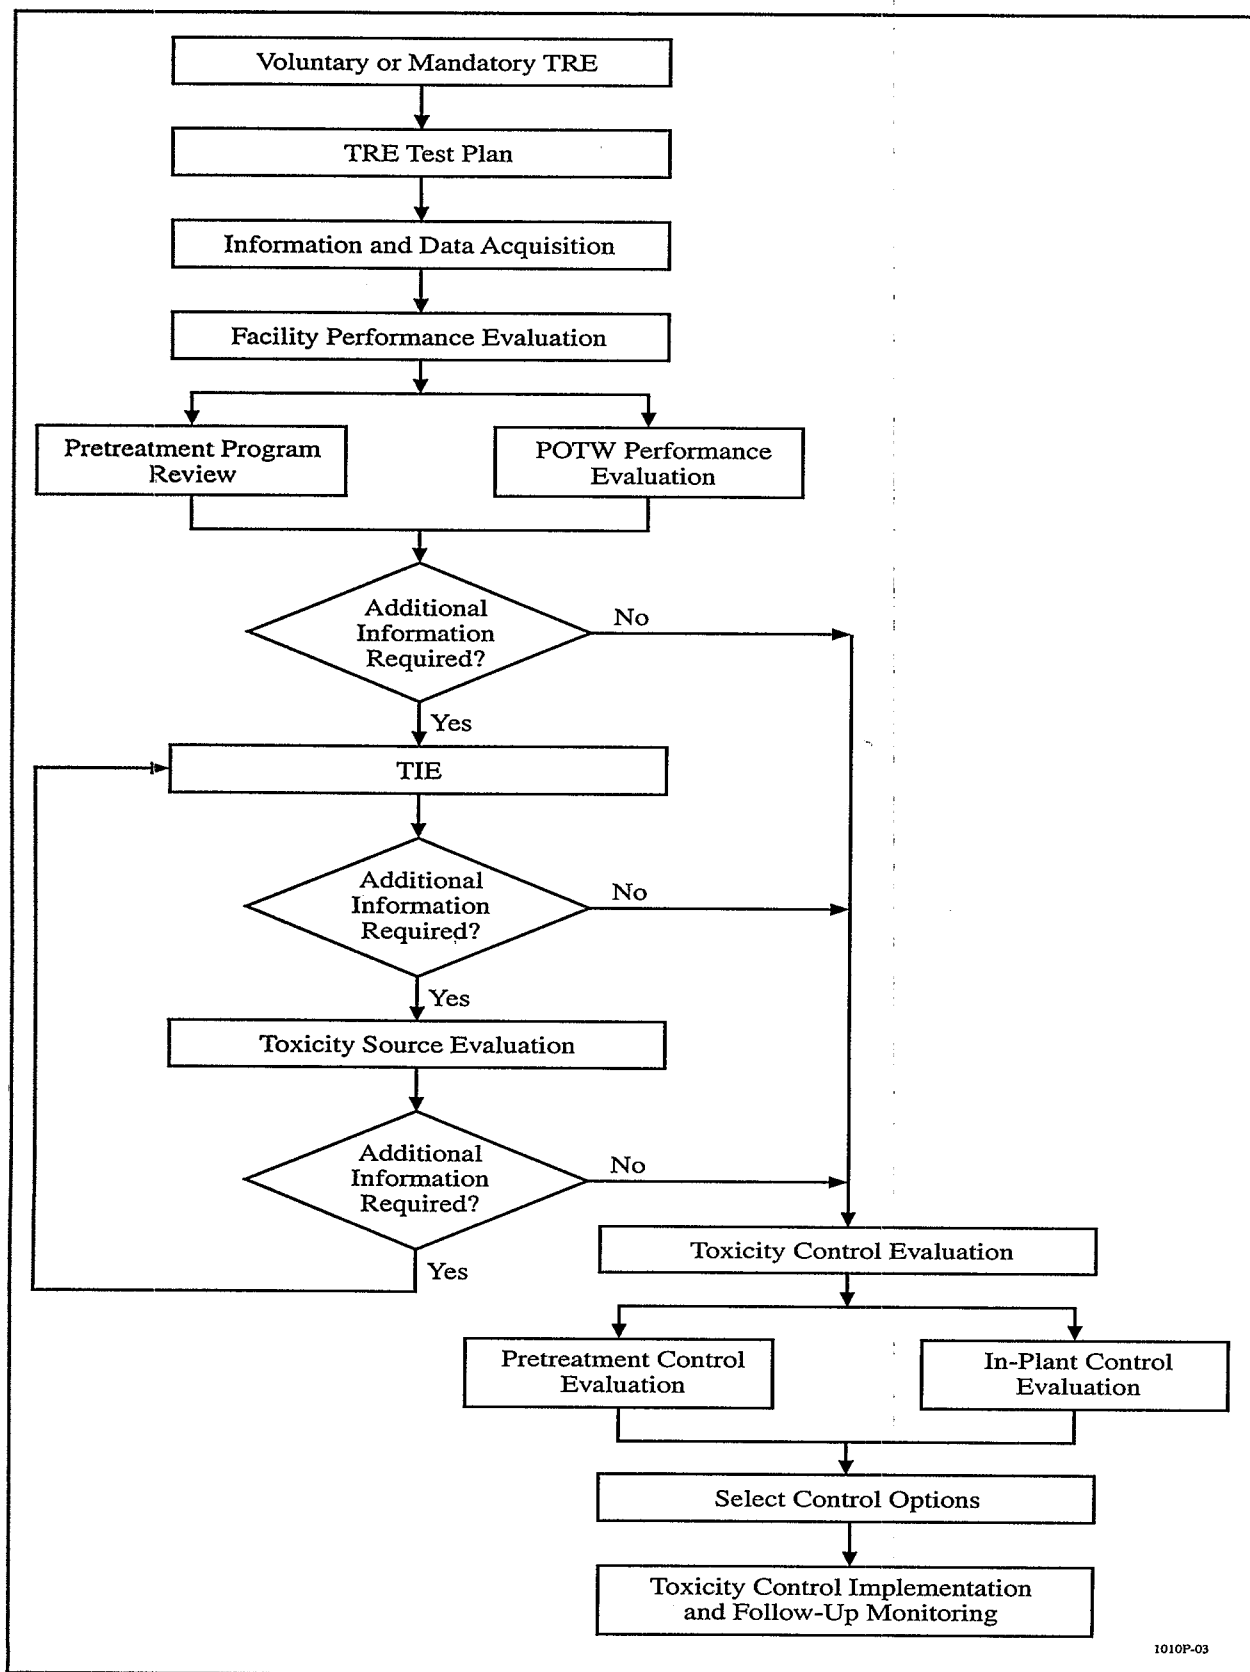 Voluntary or Mandatory TRE
TRE Test Plan
Information and Data Acquisition
Facility Performance Evaluation
Pretreatment Program
Review
POTW Performance
Evaluation
Additional
Information
Required?
No
Yes
TIE
Additional
Information
Required?
No
Yes
Toxicity Source Evaluation
Additional
Information
Required?
No
Yes
Toxicity Control Evaluation
Pretreatment Control
Evaluation
In-Plant Control
Evaluation
Select Control Options
Toxicity Control Implementation
and Follow-Up Monitoring
1010P-03